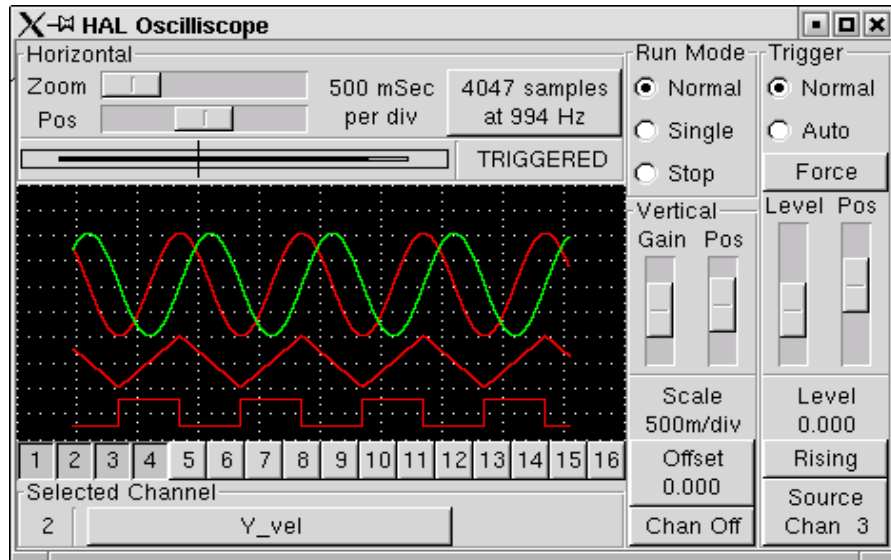 HAL Oscilliscope
Horizontal
Zoom
Pos
500 mSec
per div
4047 samples
at 994 Hz
TRIGGERED
Run Mode
Normal
Single
Stop
Trigger
Normal
Auto
Force
Level Pos
Vertical
Gain Pos
Scale
500m/div
Offset
0.000
Chan Off
Level
0.000
Rising
Source
Chan 3
1 2 3 4 5 6 7 8 9 10 11 12 13 14 15 16
Selected Channel
2 Y_vel